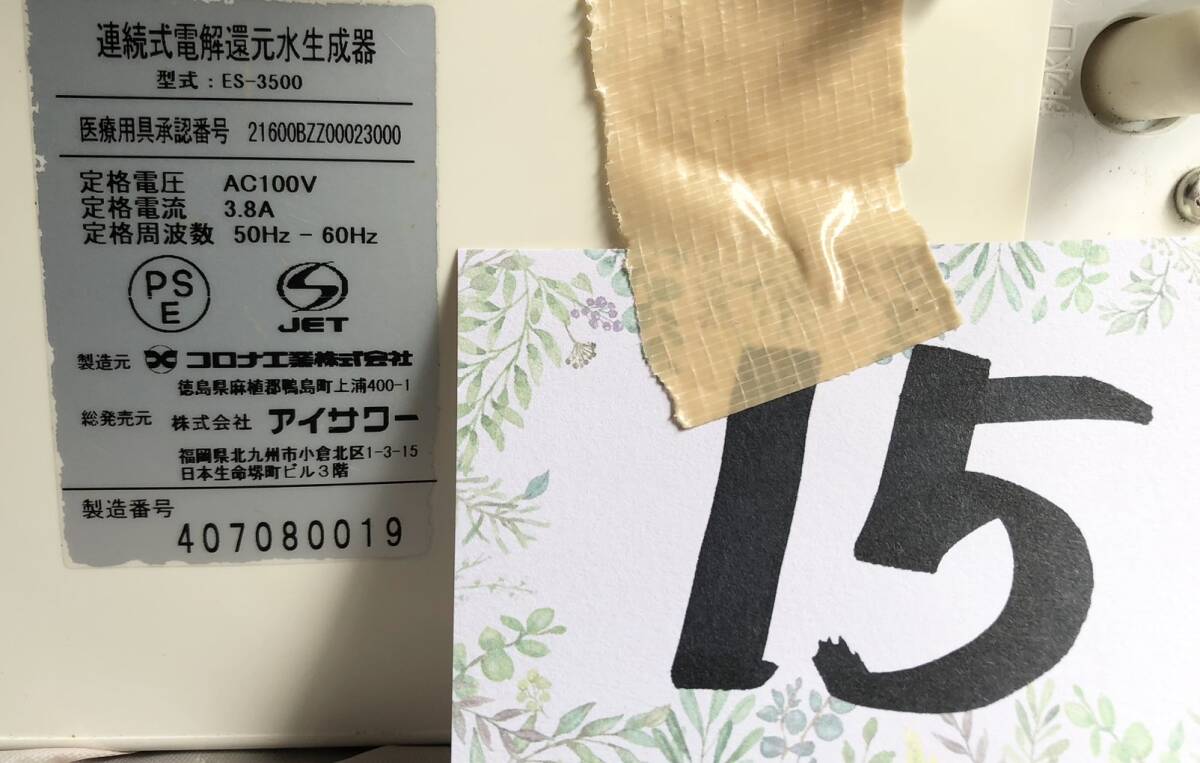 連続式電解還元水生成器
型式：ES-3500
医療用具承認番号 21600BZZ00023000
定格電圧 AC100V
定格電流 3.8A
定格周波数 50Hz － 60Hz
PS
E
JET
製造元 コロナ工業株式会社
徳島県麻植郡鴨島町上浦400-1
総発売元 株式会社 アイサワー
福岡県北九州市小倉北区1-3-15
日本生命堺町ビル３階
製造番号
407080019
排水口
15